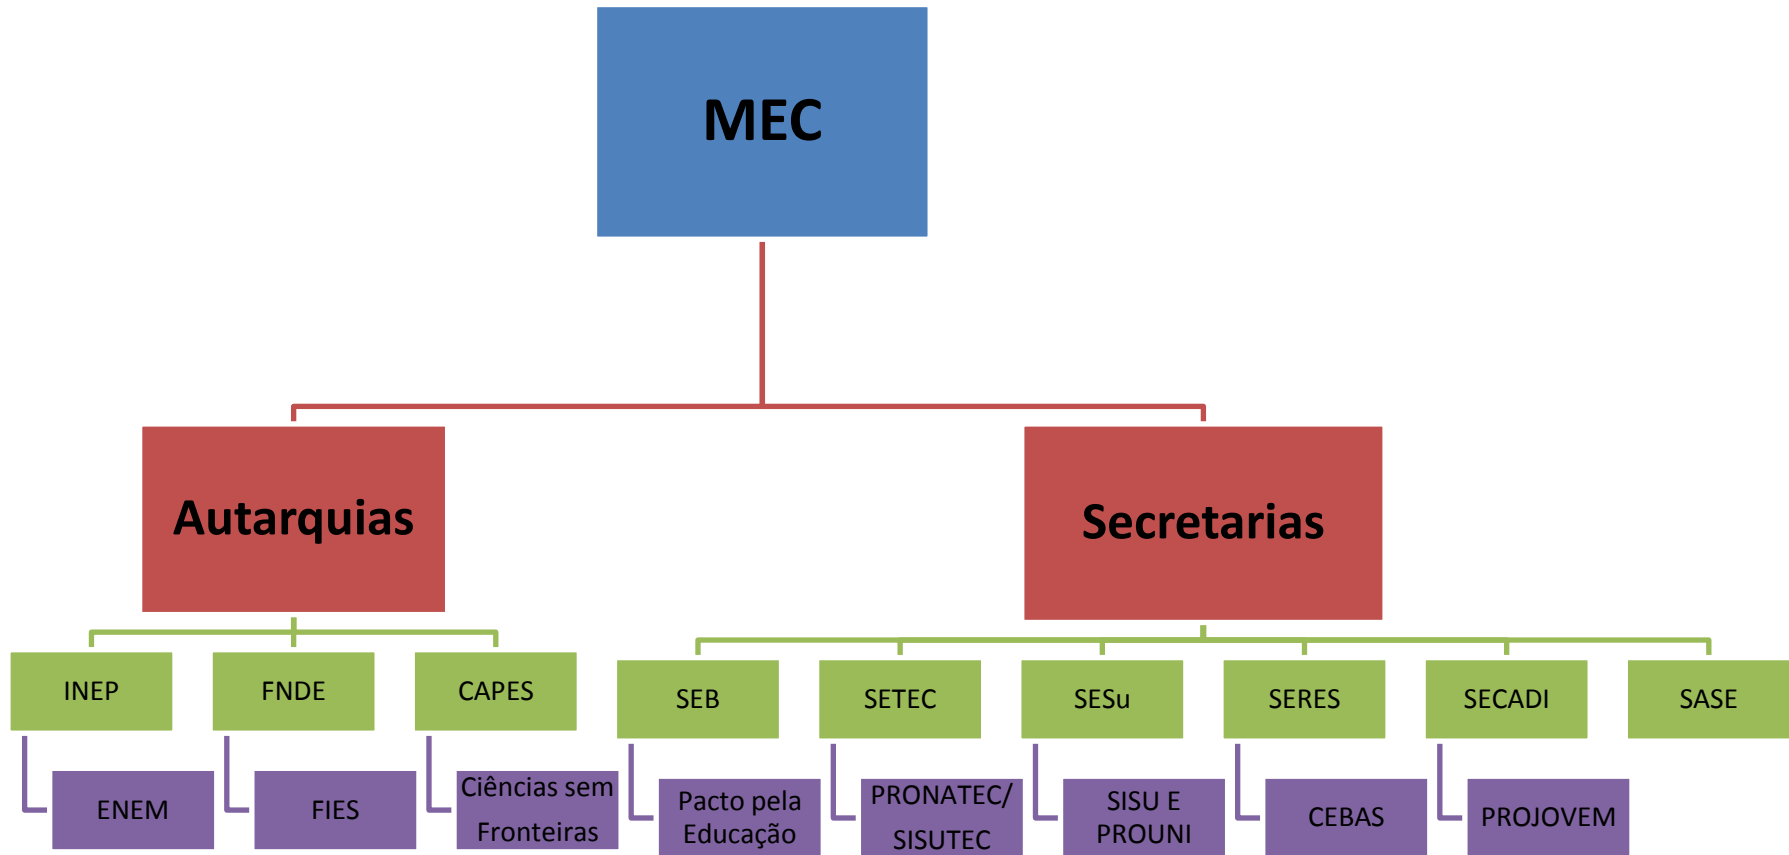 MEC
Autarquias
Secretarias
INEP
FNDE
CAPES
SEB
SETEC
SESu
SERES
SECADI
SASE
ENEM
FIES
Ciências sem
Fronteiras
Pacto pela
Educação
PRONATEC/
SISUTEC
SISU E
PROUNI
CEBAS
PROJOVEM